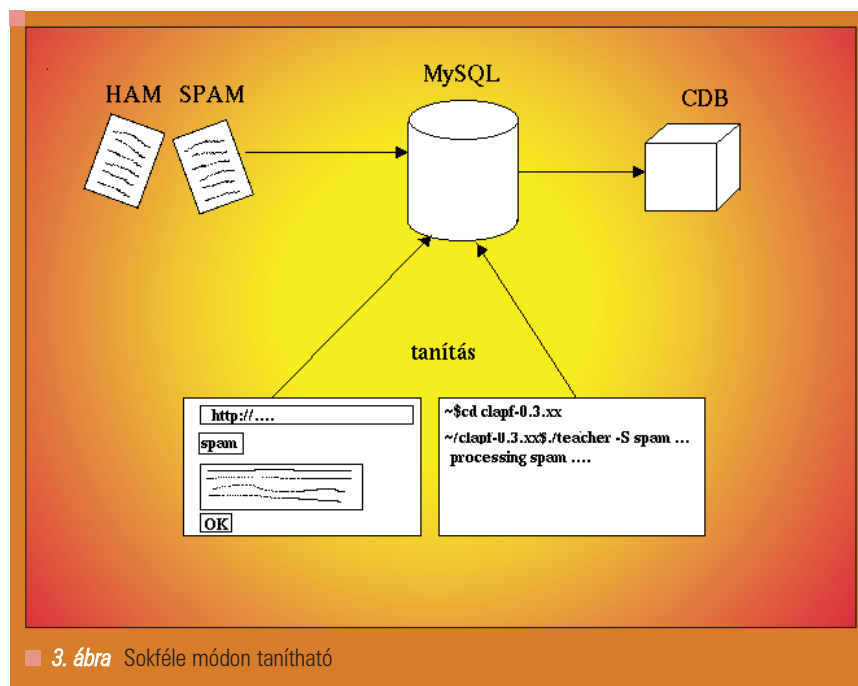 MySQL
HAM SPAM
CDB
tanítás
http://....
spam
OK
~$cd clapf-0.3.xx
~/clapf-0.3.xx$./teacher -S spam ...
processing spam ....
3. ábra Sokféle módon tanítható